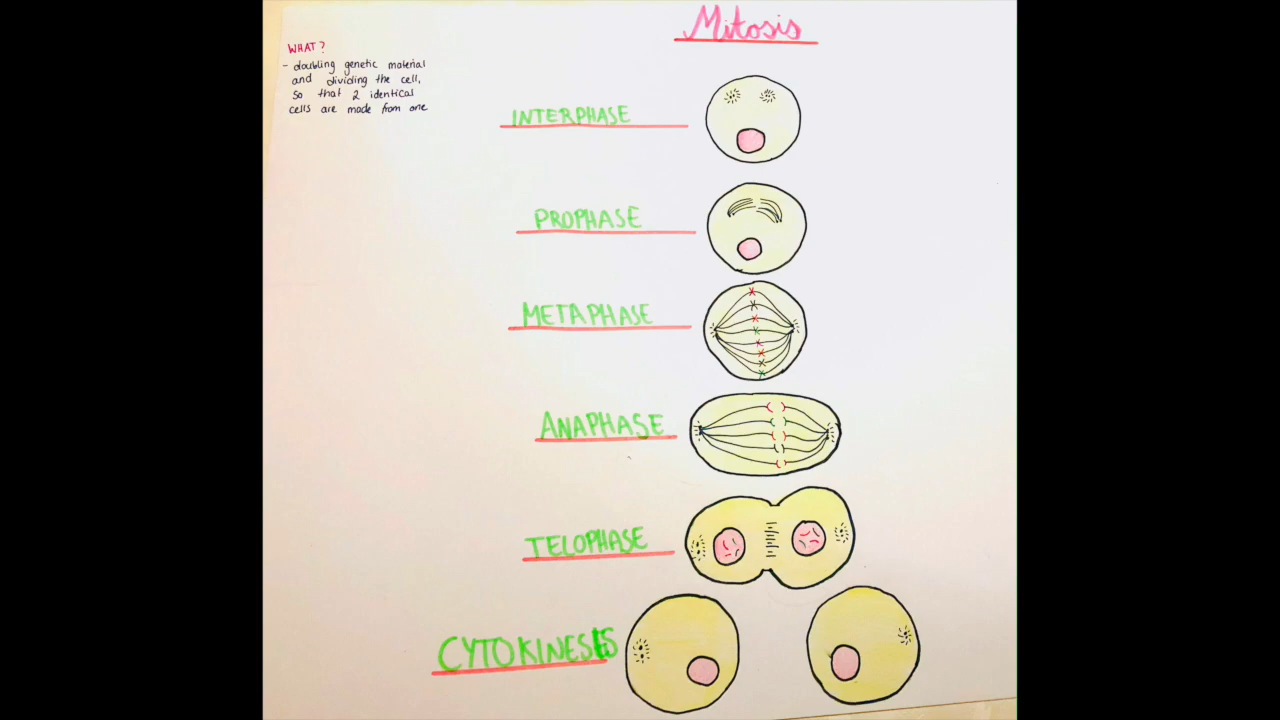 Mitosis
WHAT?
- doubling genetic material
and dividing the cell,
so that 2 identical
cells are made from one
INTERPHASE
PROPHASE
METAPHASE
ANAPHASE
TELOPHASE
CYTOKINESIS